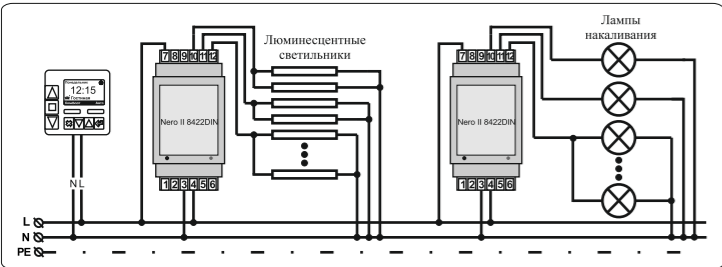 Лампы
накаливания
Люминесцентные
светильники
7 8 9 10 11 12
7 8 9 10 11 12
12:15
Гостиная
Nero II 8422DIN
Nero II 8422DIN
N L
1 2 3 4 5 6
1 2 3 4 5 6
L
N
PE